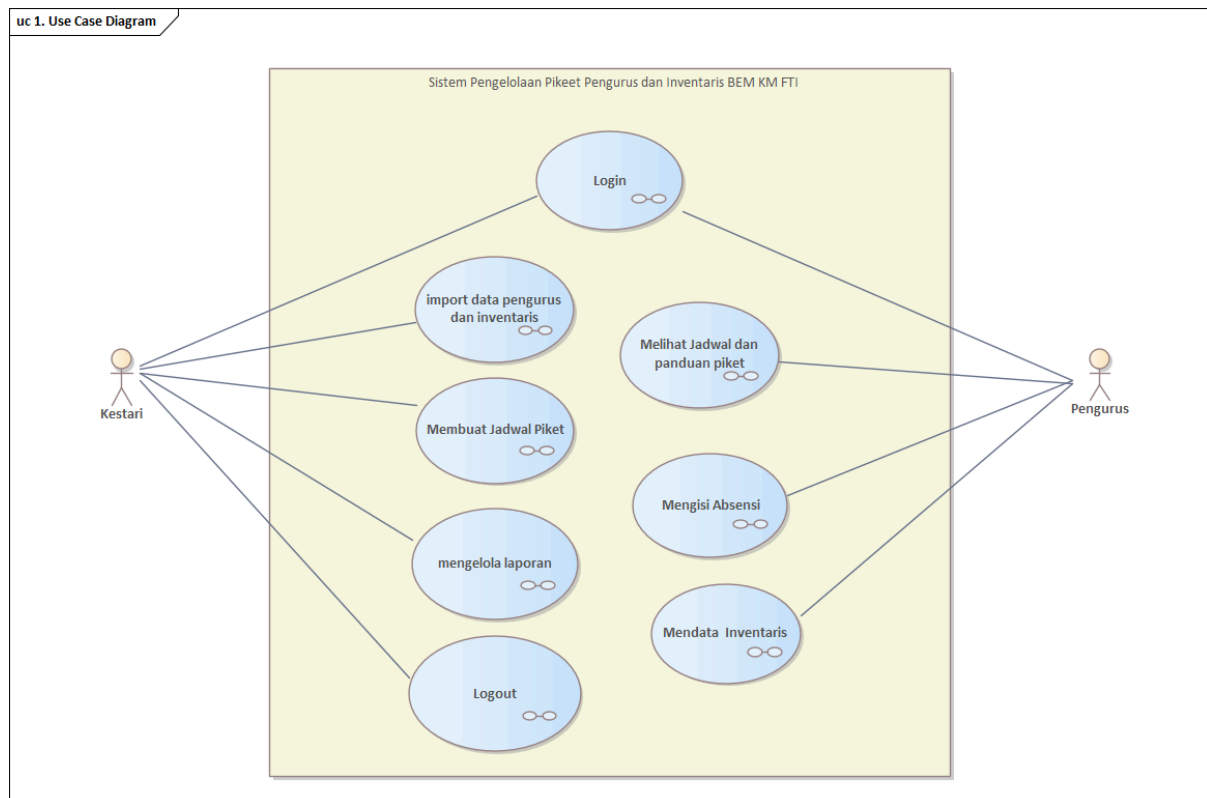 uc 1. Use Case Diagram
Sistem Pengelolaan Pikeet Pengurus dan Inventaris BEM KM FTI
Login
import data pengurus
dan inventaris
Melihat Jadwal dan
panduan piket
Kestari
Pengurus
Membuat Jadwal Piket
Mengisi Absensi
mengelola laporan
Mendata Inventaris
Logout